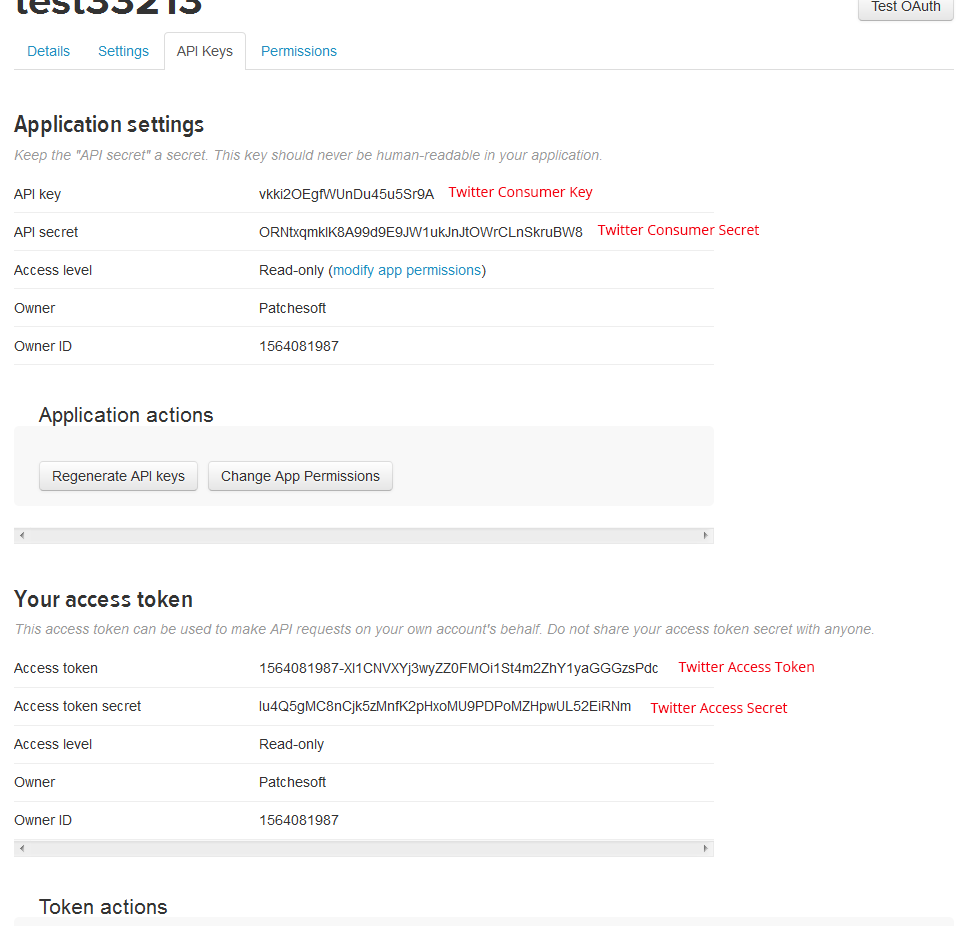 test33213
Test OAuth
Details Settings API Keys Permissions
Application settings
Keep the "API secret" a secret. This key should never be human-readable in your application.
API key vkki2OEgfWUnDu45u5Sr9A Twitter Consumer Key
API secret ORNtxqmklK8A99d9E9JW1ukJnJtOWrCLnSkruBW8 Twitter Consumer Secret
Access level Read-only (modify app permissions)
Owner Patchesoft
Owner ID 1564081987
Application actions
Regenerate API keys Change App Permissions
Your access token
This access token can be used to make API requests on your own account's behalf. Do not share your access token secret with anyone.
Access token 1564081987-Xl1CNVXYj3wyZZ0FMOi1St4m2ZhY1yaGGGzsPdc Twitter Access Token
Access token secret lu4Q5gMC8nCjk5zMnfK2pHxoMU9PDPoMZHpwUL52EiRNm Twitter Access Secret
Access level Read-only
Owner Patchesoft
Owner ID 1564081987
Token actions